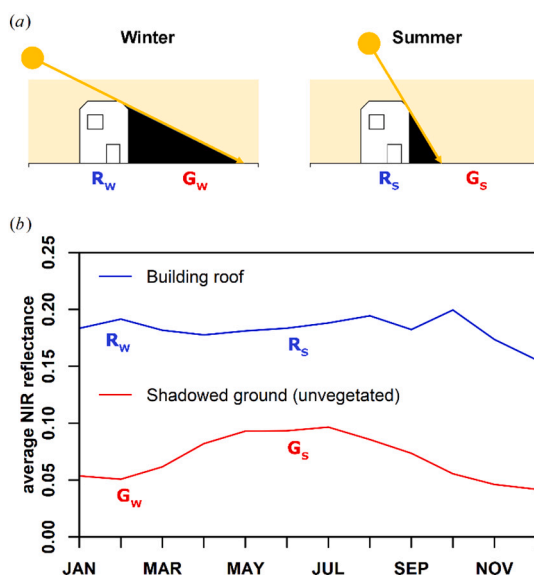 (a)
Winter
Summer
Rw
Gw
Rs
Gs
(b)
average NIR reflectance
0.25
0.20
0.15
0.10
0.05
0.00
Building roof
Rw
Rs
Shadowed ground (unvegetated)
Gs
Gw
JAN MAR MAY JUL SEP NOV